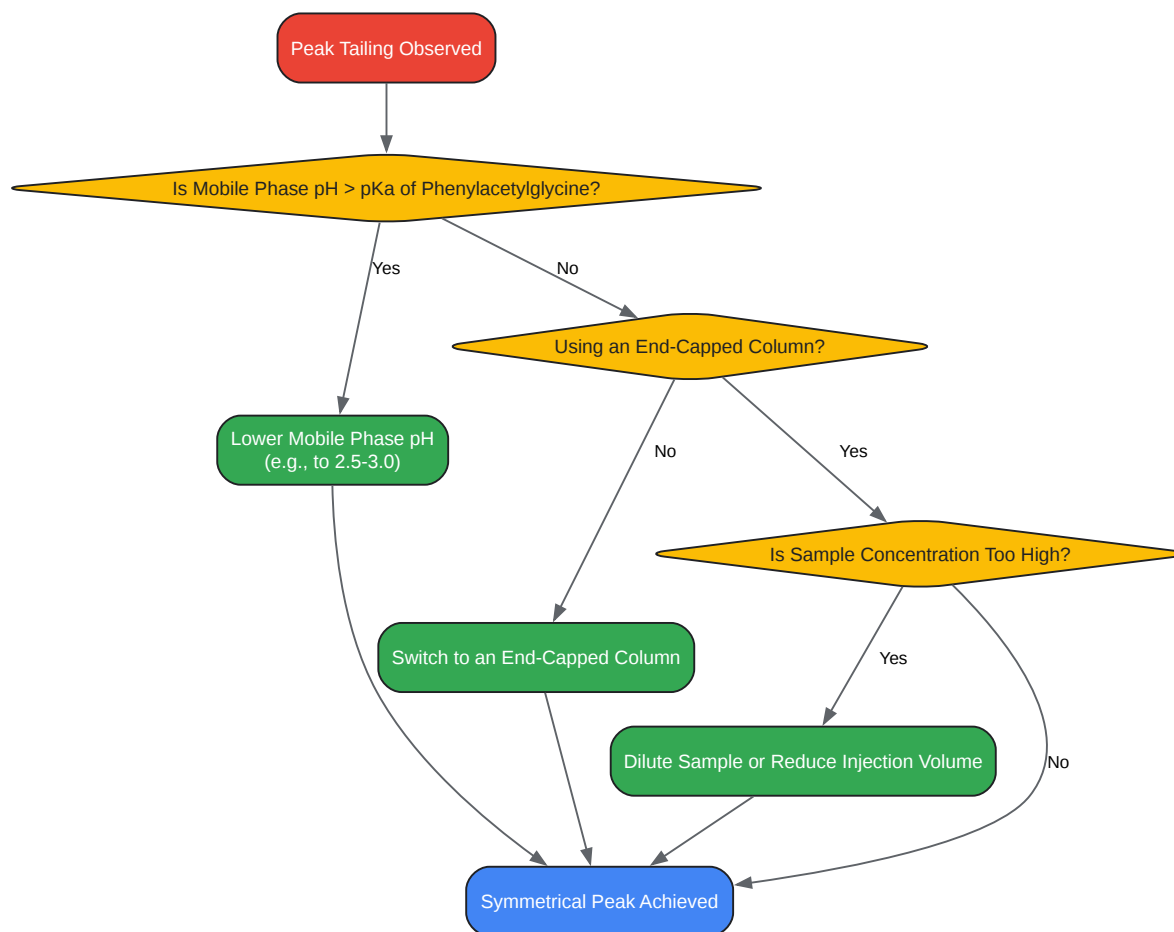 Peak Tailing Observed
Is Mobile Phase pH > pKa of Phenylacetylglycine?
Yes
No
Using an End-Capped Column?
Lower Mobile Phase pH
(e.g., to 2.5-3.0)
No
Yes
Is Sample Concentration Too High?
Switch to an End-Capped Column
Yes
Dilute Sample or Reduce Injection Volume
No
Symmetrical Peak Achieved